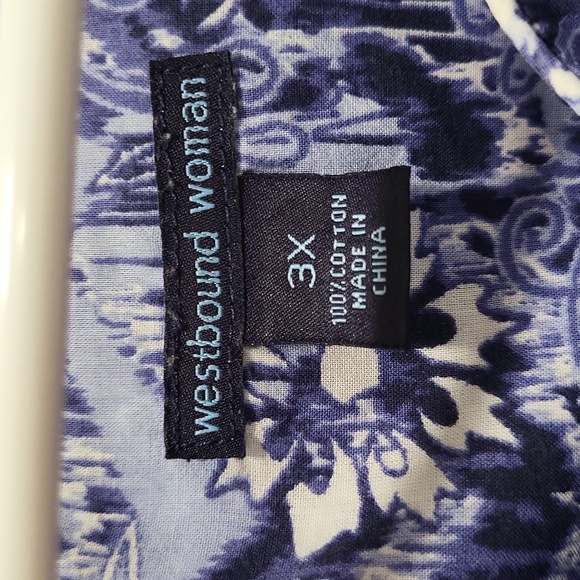 westbound woman
3X
100% COTTON
MADE IN
CHINA